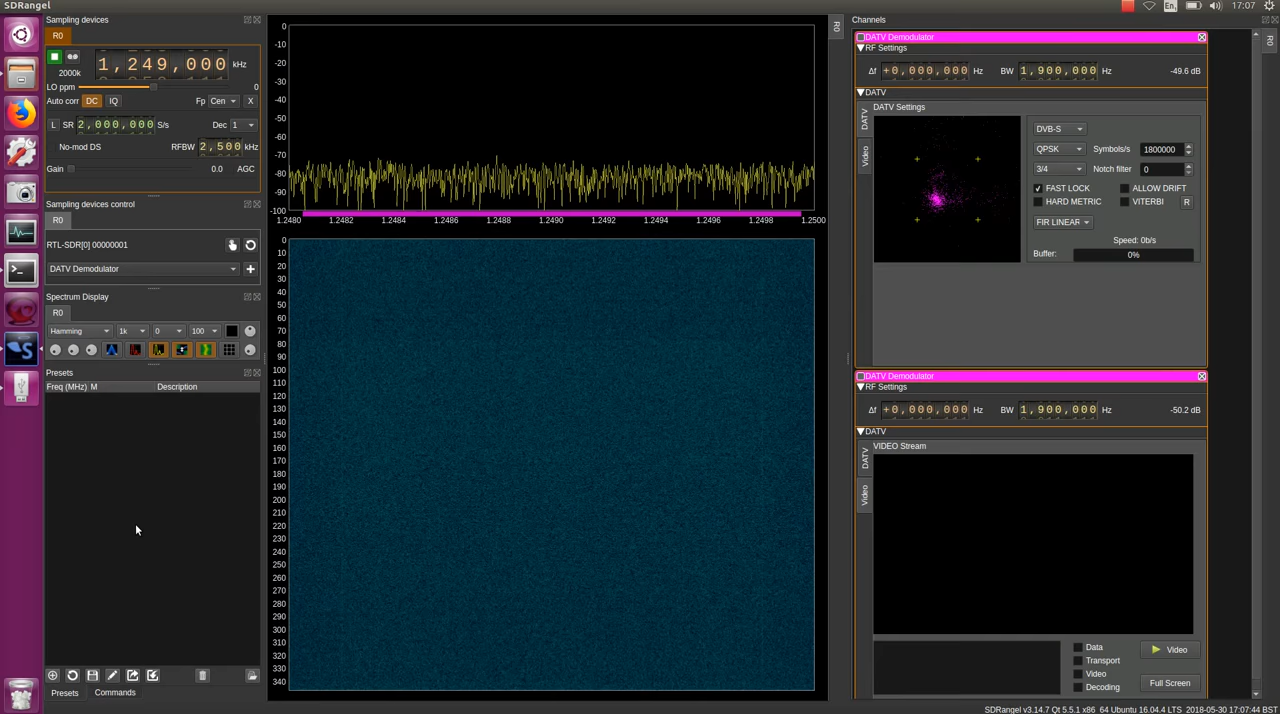 SDRangel
En
17:07
Sampling devices
R0
2000k
1,249,000 kHz
LO ppm 0
Auto corr DC IQ Fp Cen X
L SR 2,000,000 S/s Dec 1
No-mod DS RFBW 2,500 kHz
Gain 0.0 AGC
Sampling devices control
R0
RTL-SDR[0] 00000001
DATV Demodulator
Spectrum Display
R0
Hamming 1k 0 100
Presets
Freq (MHz) M Description
Presets Commands
0
-10
-20
-30
-40
-50
-60
-70
-80
-90
-100
1.2480 1.2482 1.2484 1.2486 1.2488 1.2490 1.2492 1.2494 1.2496 1.2498 1.2500
0
10
20
30
40
50
60
70
80
90
100
110
120
130
140
150
160
170
180
190
200
210
220
230
240
250
260
270
280
290
300
310
320
330
340
R0
Channels
R0
DATV Demodulator
RF Settings
Δf +0,000,000 Hz BW 1,900,000 Hz -49.6 dB
DATV
DATV
Video
DATV Settings
DVB-S
QPSK Symbols/s 1800000
3/4 Notch filter 0
FAST LOCK ALLOW DRIFT
HARD METRIC VITERBI R
FIR LINEAR
Speed: 0b/s
Buffer: 0%
DATV Demodulator
RF Settings
Δf +0,000,000 Hz BW 1,900,000 Hz -50.2 dB
DATV
DATV
Video
VIDEO Stream
Data
Transport
Video
Decoding
Video
Full Screen
SDRangel v3.14.7 Qt 5.5.1 x86_64 Ubuntu 16.04.4 LTS 2018-05-30 17:07:44 BST